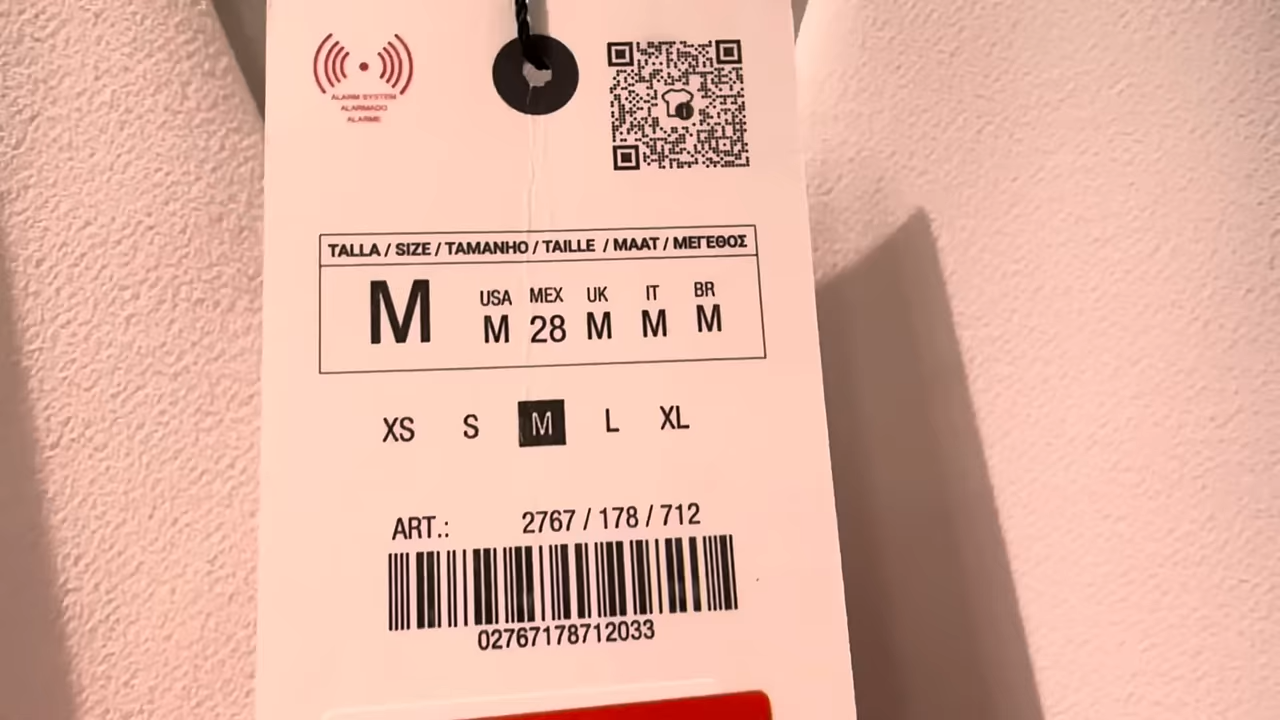 ALARM SYSTEM
ALARMADO
ALARME
TALLA / SIZE / TAMANHO / TAILLE / MAAT / ΜΕΓΕΘΟΣ
M
USA MEX UK IT BR
M 28 M M M
XS S M L XL
ART.: 2767 / 178 / 712
02767178712033